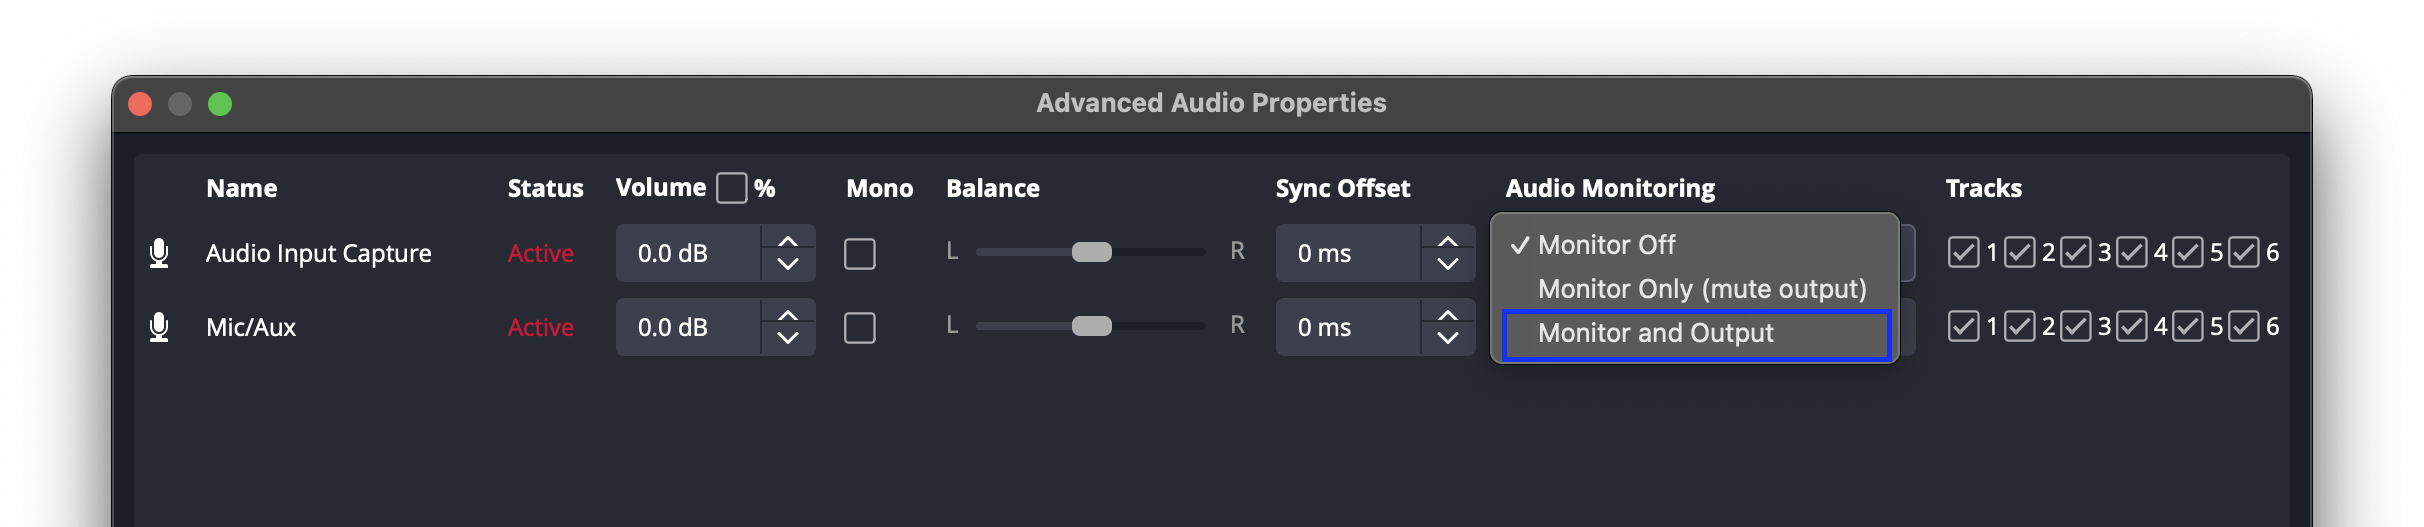 Advanced Audio Properties
Name Status Volume % Mono Balance Sync Offset Audio Monitoring Tracks
Audio Input Capture Active 0.0 dB L R 0 ms Monitor Off 1 2 3 4 5 6
Monitor Only (mute output)
Mic/Aux Active 0.0 dB L R 0 ms Monitor and Output 1 2 3 4 5 6